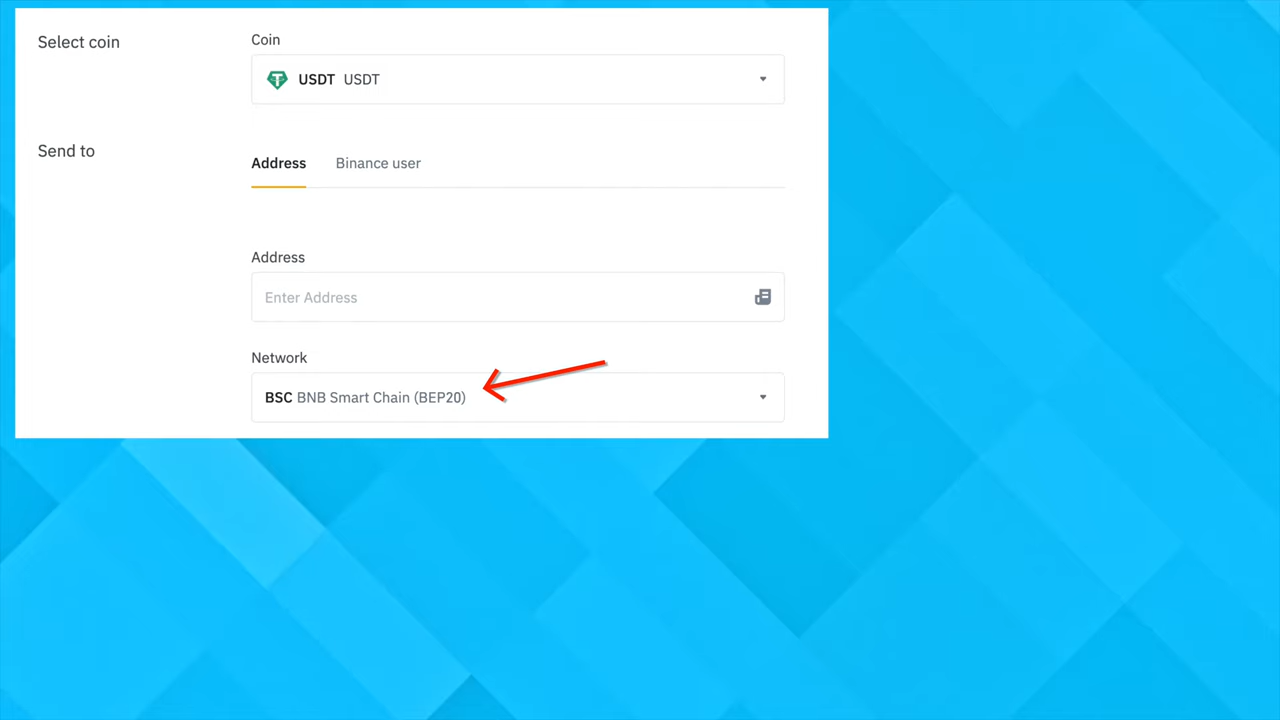 Select coin
Coin
USDT USDT
Send to
Address
Binance user
Address
Enter Address
Network
BSC BNB Smart Chain (BEP20)